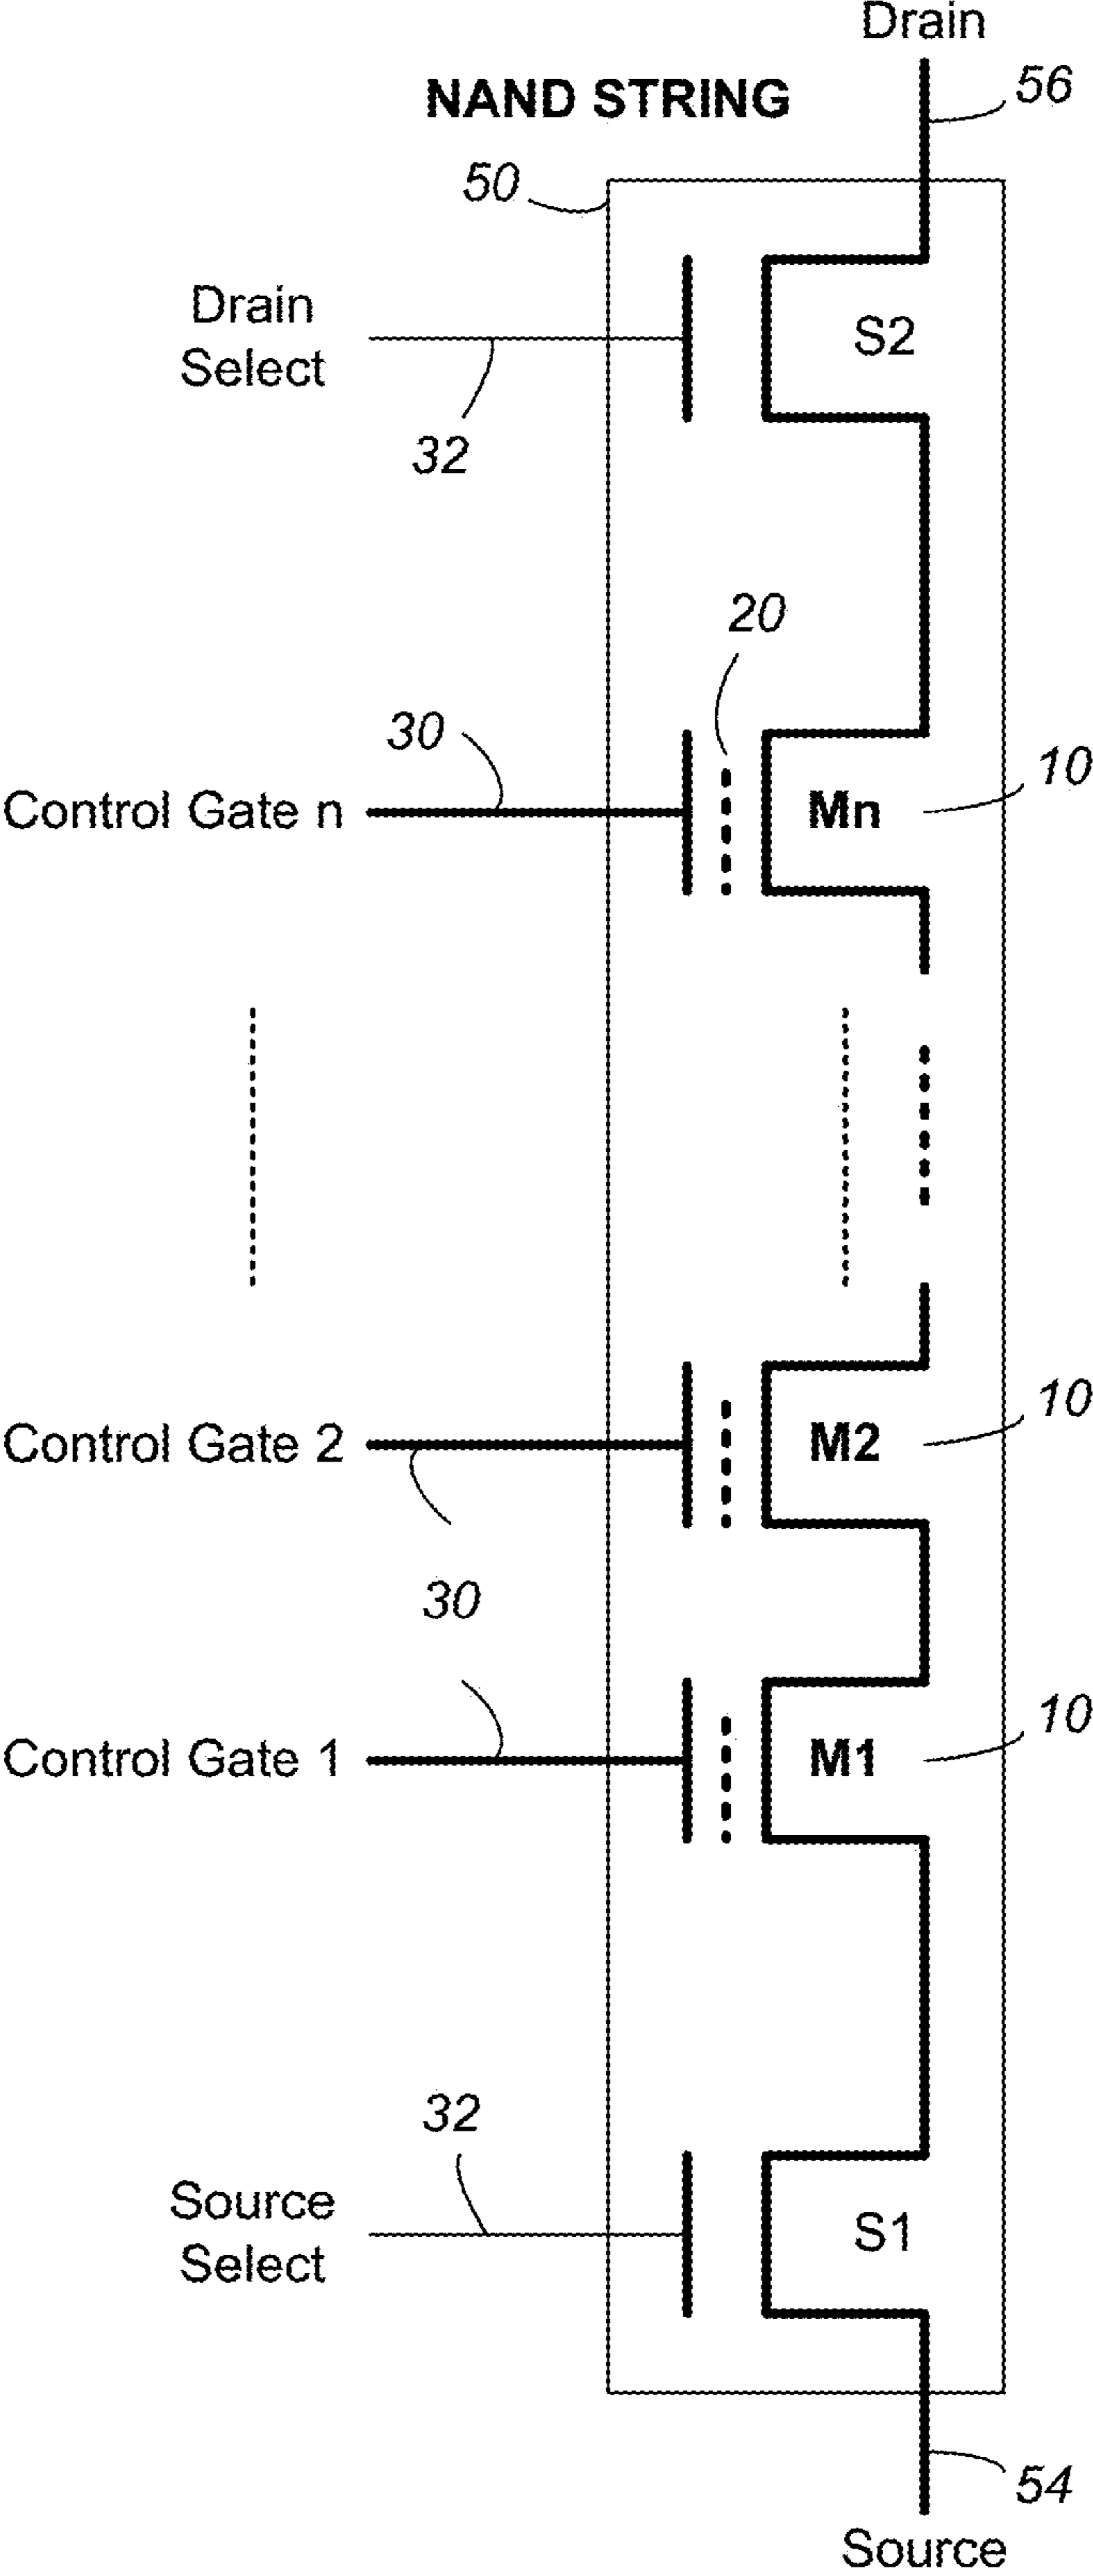 Drain
56
NAND STRING
50
Drain
Select
S2
32
20
30
10
Control Gate n
Mn
10
Control Gate 2
M2
30
10
Control Gate 1
M1
32
Source
Select
S1
54
Source